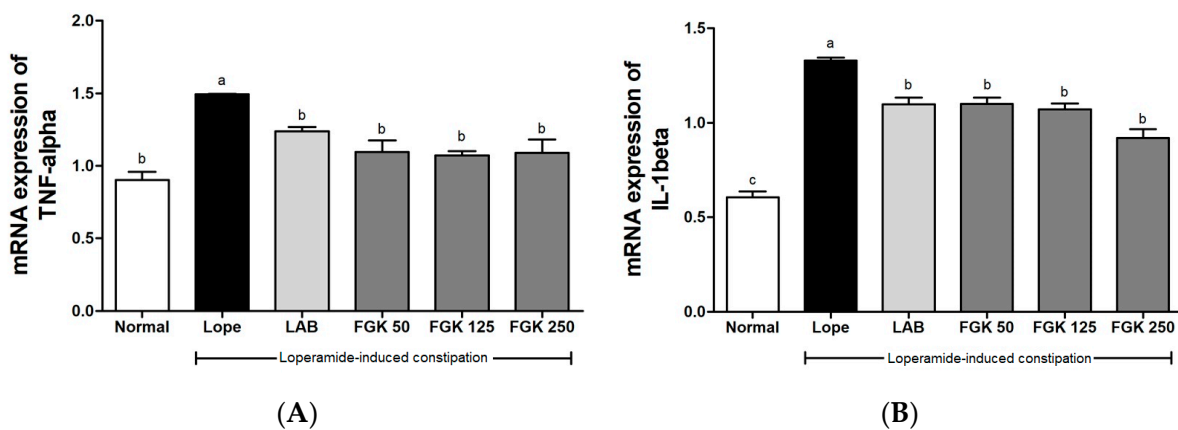 mRNA expression of
TNF-alpha
2.0
1.5
1.0
0.5
0.0
b
a
b
b
b
b
Normal
Lope
LAB
FGK 50
FGK 125
FGK 250
Loperamide-induced constipation
(A)
mRNA expression of
IL-1beta
1.5
1.0
0.5
0.0
c
a
b
b
b
b
Normal
Lope
LAB
FGK 50
FGK 125
FGK 250
Loperamide-induced constipation
(B)